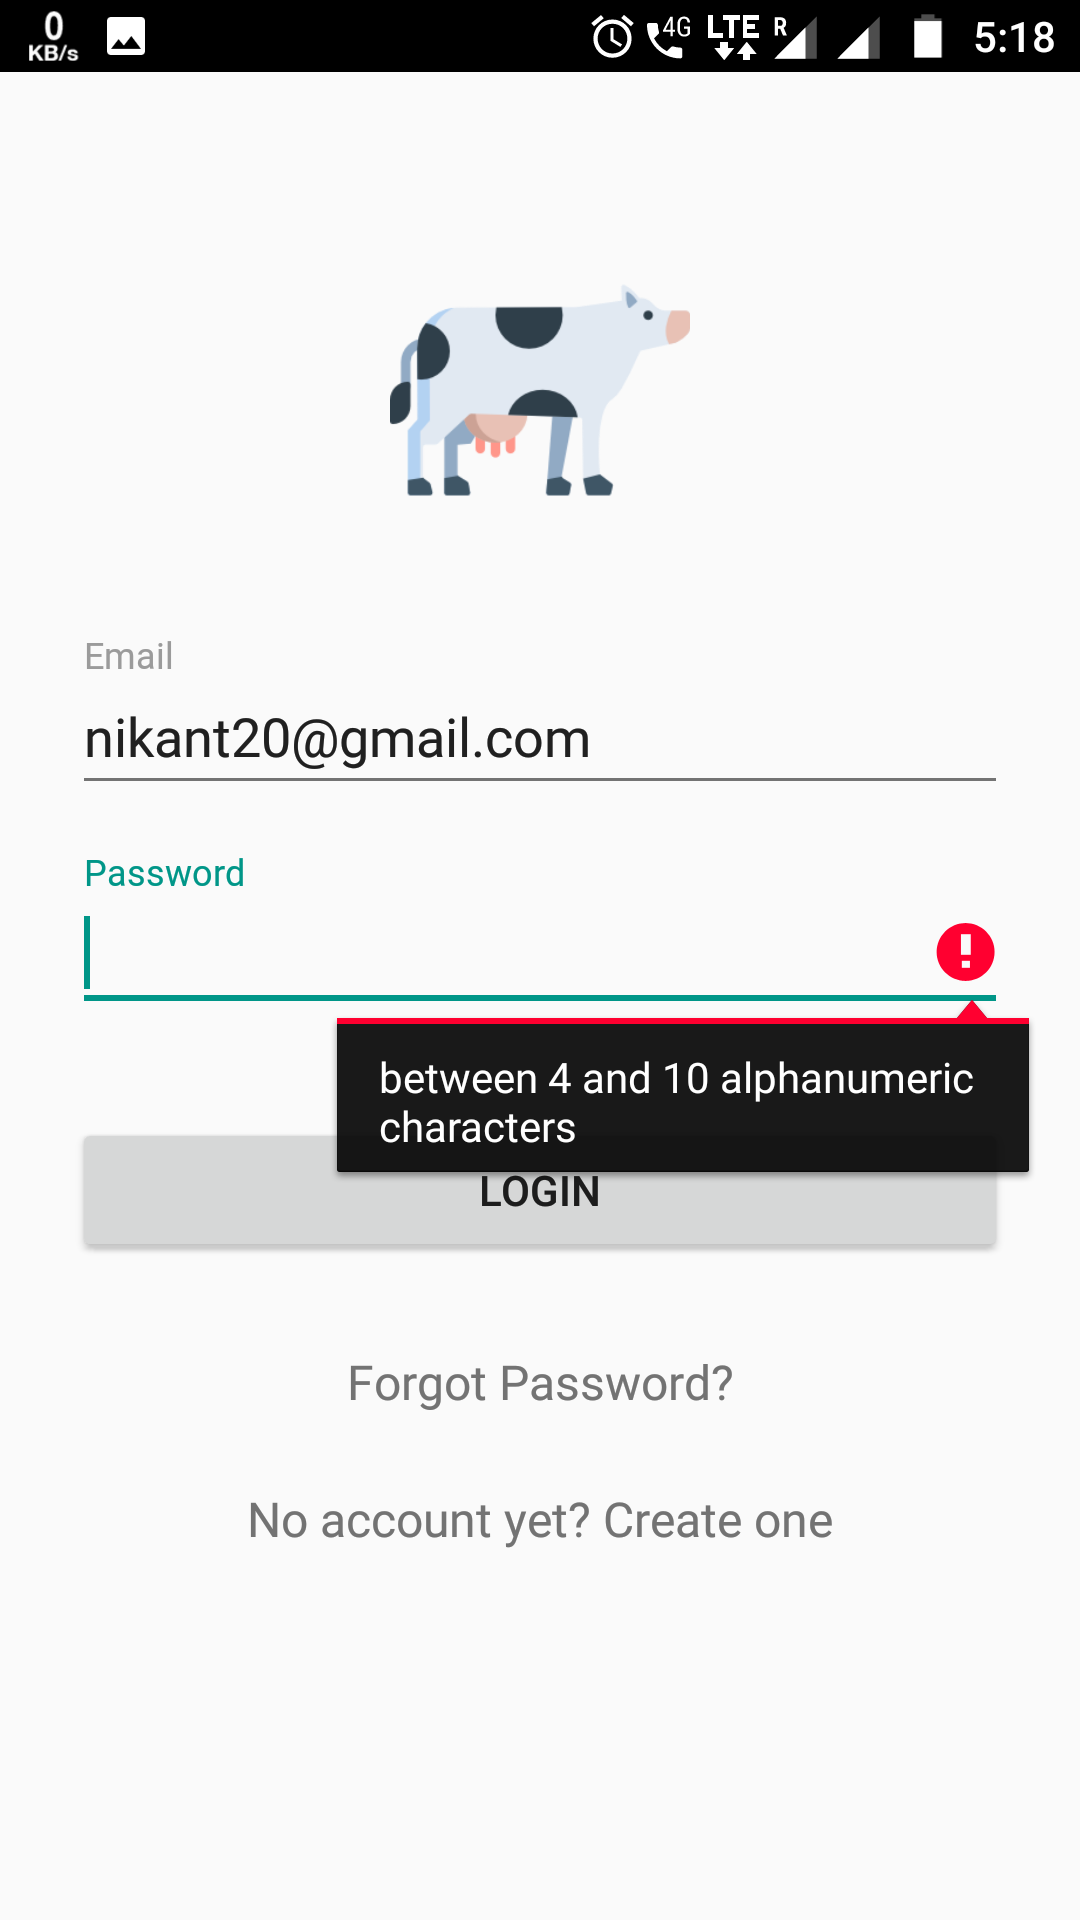 0
KB/s
4G
LTE
R
5:18
Email
nikant20@gmail.com
Password
between 4 and 10 alphanumeric
characters
LOGIN
Forgot Password?
No account yet? Create one